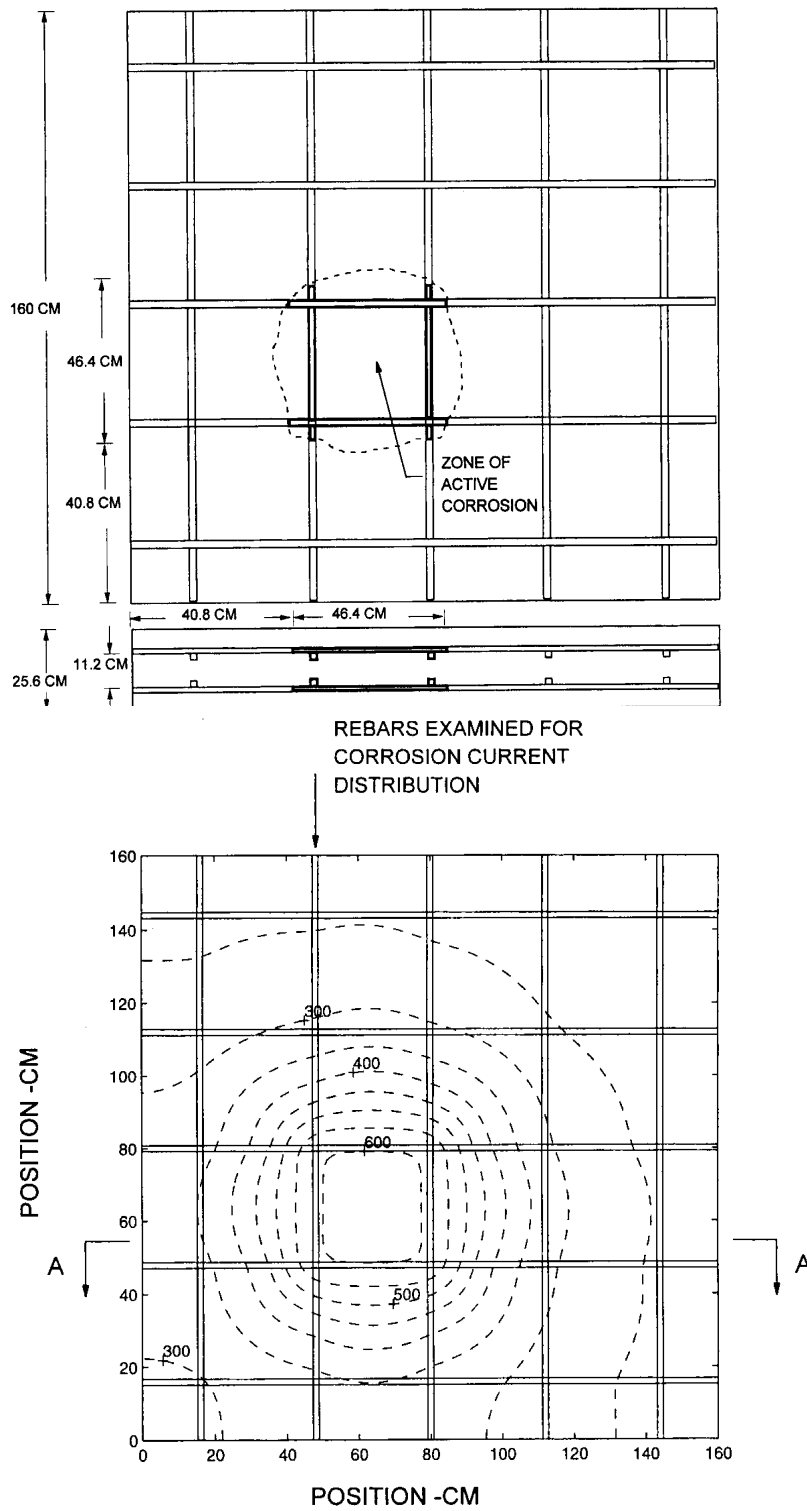 160 CM
46.4 CM
40.8 CM
ZONE OF
ACTIVE
CORROSION
40.8 CM
46.4 CM
11.2 CM
25.6 CM
REBARS EXAMINED FOR
CORROSION CURRENT
DISTRIBUTION
160
140
120
100
80
60
40
20
0
300
400
600
500
300
POSITION -CM
A
A
0
20
40
60
80
100
120
140
160
POSITION -CM